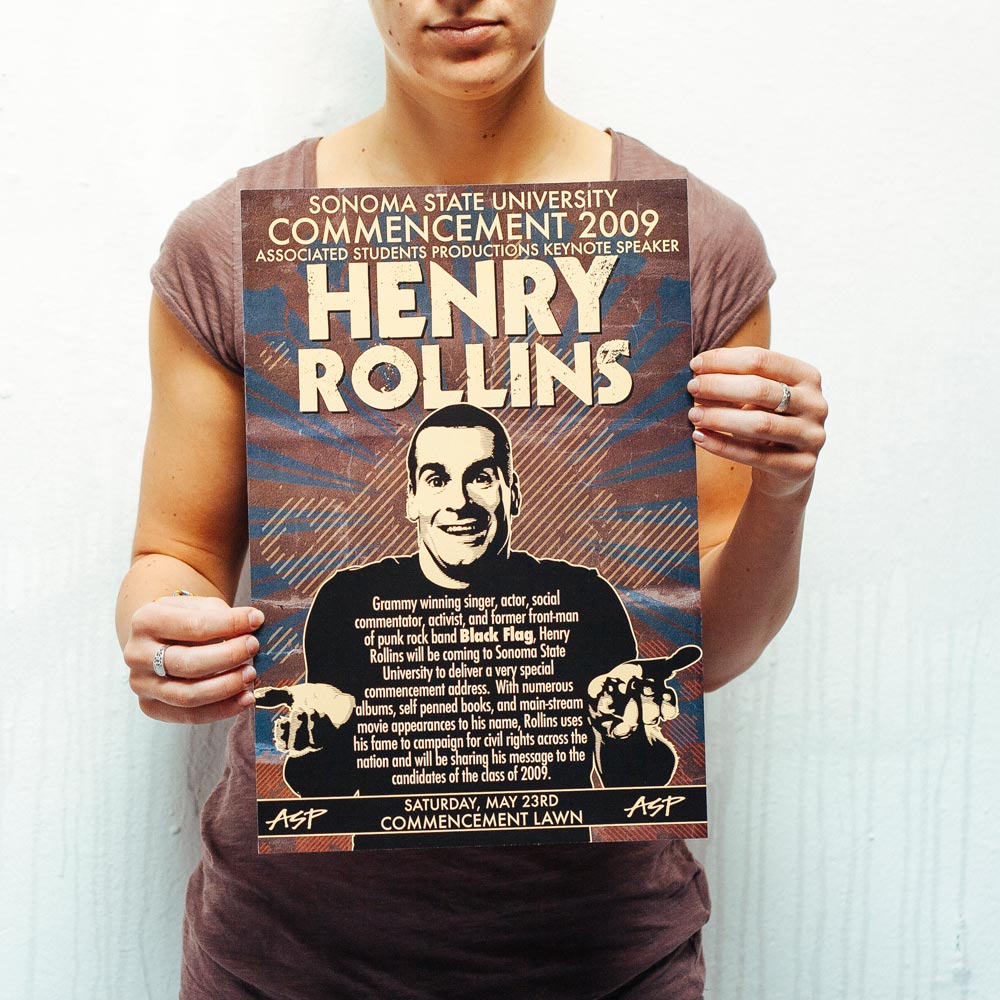 SONOMA STATE UNIVERSITY
COMMENCEMENT 2009
ASSOCIATED STUDENTS PRODUCTIONS KEYNOTE SPEAKER
HENRY
ROLLINS
Grammy winning singer, actor, social
commentator, activist, and former front-man
of punk rock band Black Flag, Henry
Rollins will be coming to Sonoma State
University to deliver a very special
commencement address. With numerous
albums, self penned books, and main-stream
movie appearances to his name, Rollins uses
his fame to campaign for civil rights across the
nation and will be sharing his message to the
candidates of the class of 2009.
ASP
SATURDAY, MAY 23RD
COMMENCEMENT LAWN
ASP